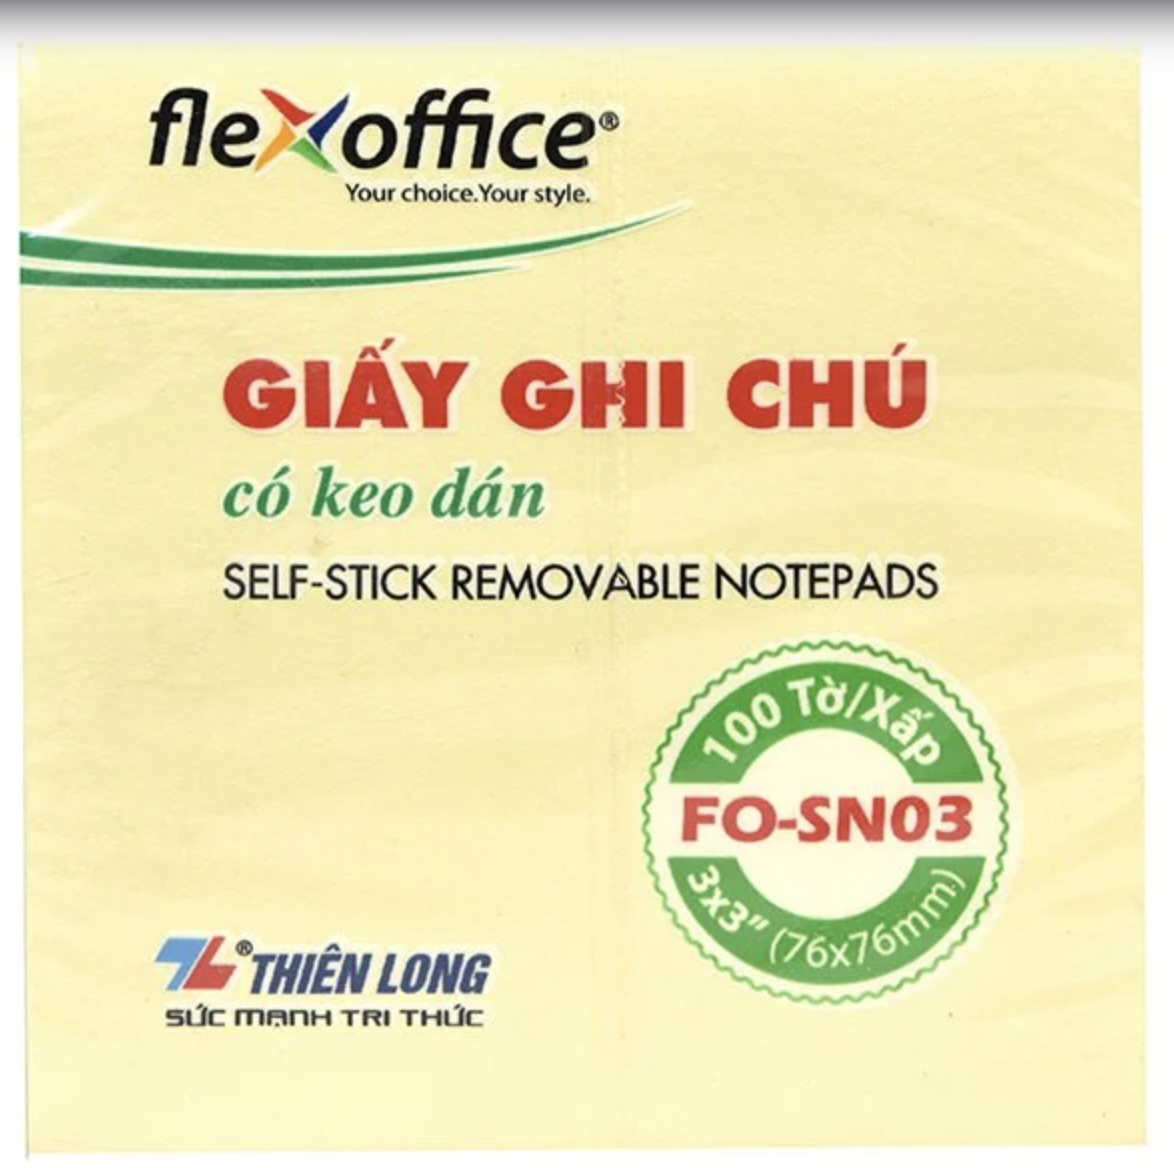 flexoffice®
Your choice.Your style.
GIẤY GHI CHÚ
có keo dán
SELF-STICK REMOVABLE NOTEPADS
100 Tờ/Xấp
FO-SN03
3x3" (76x76mm)
TL® THIÊN LONG
SỨC MẠNH TRI THỨC